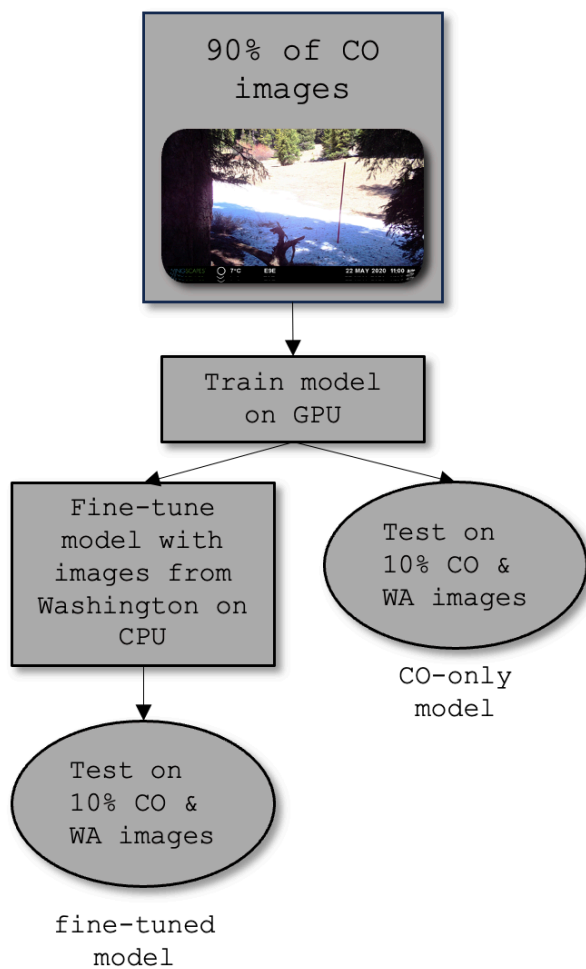 90% of CO
images
7°C
E9E
22 MAY 2020 11:00 am
Train model
on GPU
Fine-tune
model with
images from
Washington on
CPU
Test on
10% CO &
WA images
CO-only
model
Test on
10% CO &
WA images
fine-tuned
model